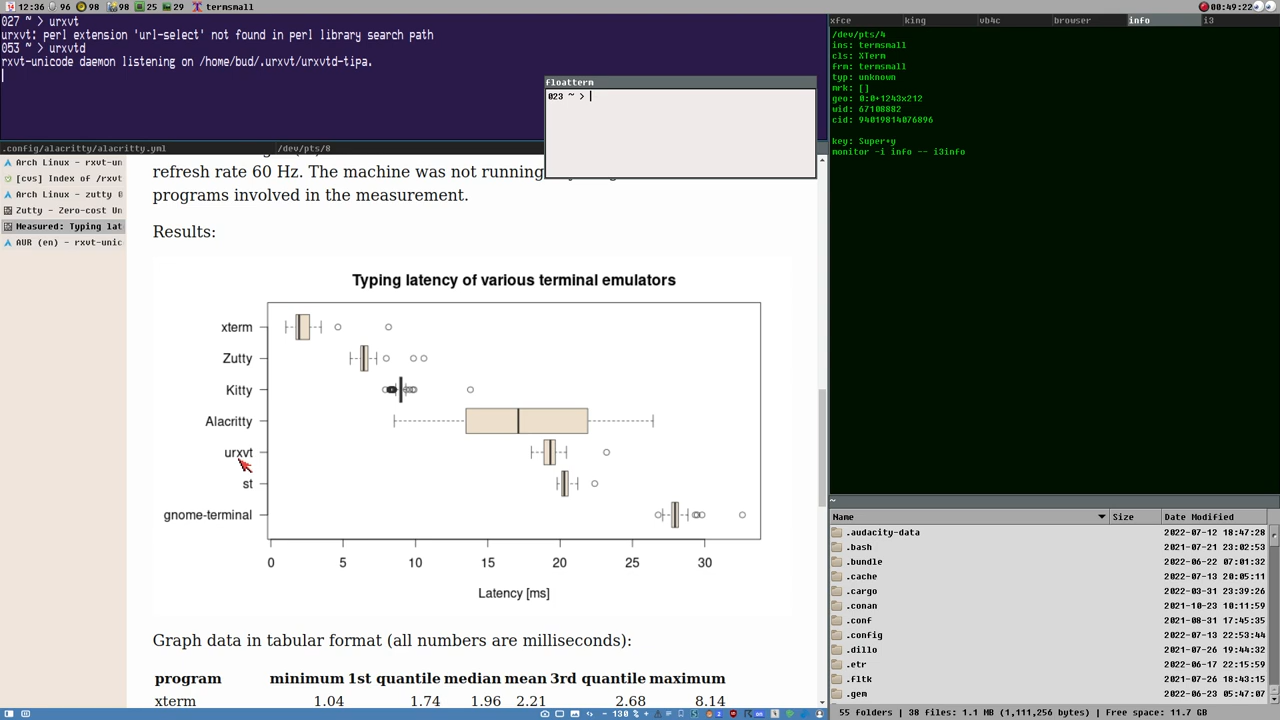 12:36 96 98 98 25 29 termsmall
00:49:22
027 ~ > urxvt
urxvt: perl extension 'url-select' not found in perl library search path
053 ~ > urxvtd
rxvt-unicode daemon listening on /home/bud/.urxvt/urxvtd-tipa.
floatterm
023 ~ >
.config/alacritty/alacritty.yml /dev/pts/8
Arch Linux - rxvt-un
[cvs] Index of /rxvt
Arch Linux - zutty 0
Zutty - Zero-cost Un
Measured: Typing lat
AUR (en) - rxvt-unic
refresh rate 60 Hz. The machine was not running
programs involved in the measurement.
Results:
Typing latency of various terminal emulators
xterm
Zutty
Kitty
Alacritty
urxvt
st
gnome-terminal
0 5 10 15 20 25 30
Latency [ms]
Graph data in tabular format (all numbers are milliseconds):
program minimum 1st quantile median mean 3rd quantile maximum
xterm 1.04 1.74 1.96 2.21 2.68 8.14
- 130 % +
xfce king vb4c browser info i3
/dev/pts/4
ins: termsmall
cls: XTerm
frm: termsmall
typ: unknown
mrk: []
geo: 0:0+1243x212
wid: 67108882
cid: 94019814076896
key: Super+y
monitor -i info -- i3info
~
Name Size Date Modified
.audacity-data 2022-07-12 18:47:28
.bash 2021-07-21 23:02:53
.bundle 2022-06-22 07:01:32
.cache 2022-07-13 20:05:11
.cargo 2022-03-31 23:39:26
.conan 2021-10-23 10:11:59
.conf 2021-08-31 17:45:35
.config 2022-07-13 22:53:44
.dillo 2021-07-26 19:44:32
.etr 2022-06-17 22:15:55
.fltk 2021-07-26 18:43:15
.gem 2022-06-23 05:47:07
55 folders | 38 files: 1.1 MB (1,111,256 bytes) | Free space: 11.7 GB